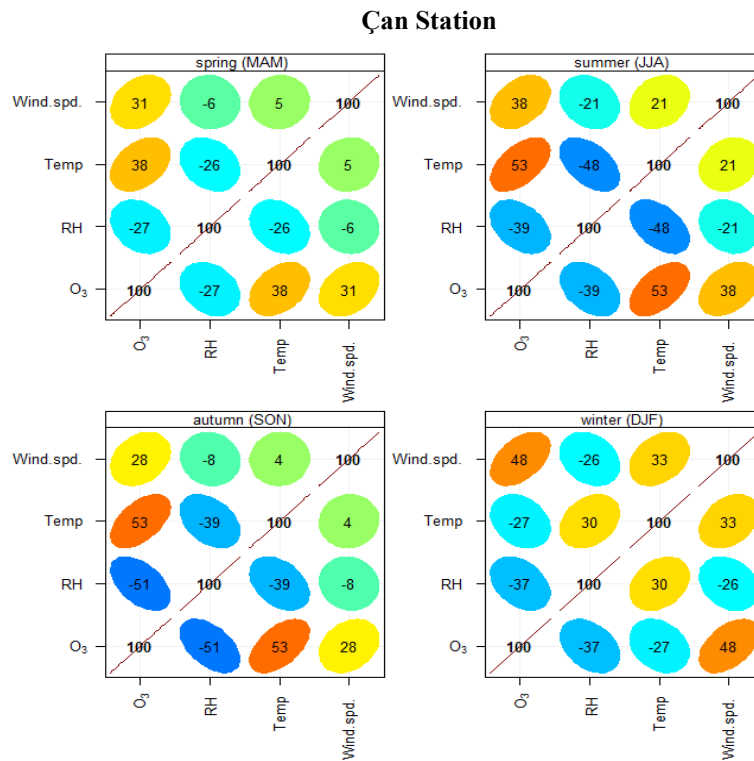 Çan Station
spring (MAM)
Wind.spd. 31 -6 5 100
Temp 38 -26 100 5
RH -27 100 -26 -6
O₃ 100 -27 38 31
O₃ RH Temp Wind.spd.
summer (JJA)
Wind.spd. 38 -21 21 100
Temp 53 -48 100 21
RH -39 100 -48 -21
O₃ 100 -39 53 38
O₃ RH Temp Wind.spd.
autumn (SON)
Wind.spd. 28 -8 4 100
Temp 53 -39 100 4
RH -51 100 -39 -8
O₃ 100 -51 53 28
O₃ RH Temp Wind.spd.
winter (DJF)
Wind.spd. 48 -26 33 100
Temp -27 30 100 33
RH -37 100 30 -26
O₃ 100 -37 -27 48
O₃ RH Temp Wind.spd.